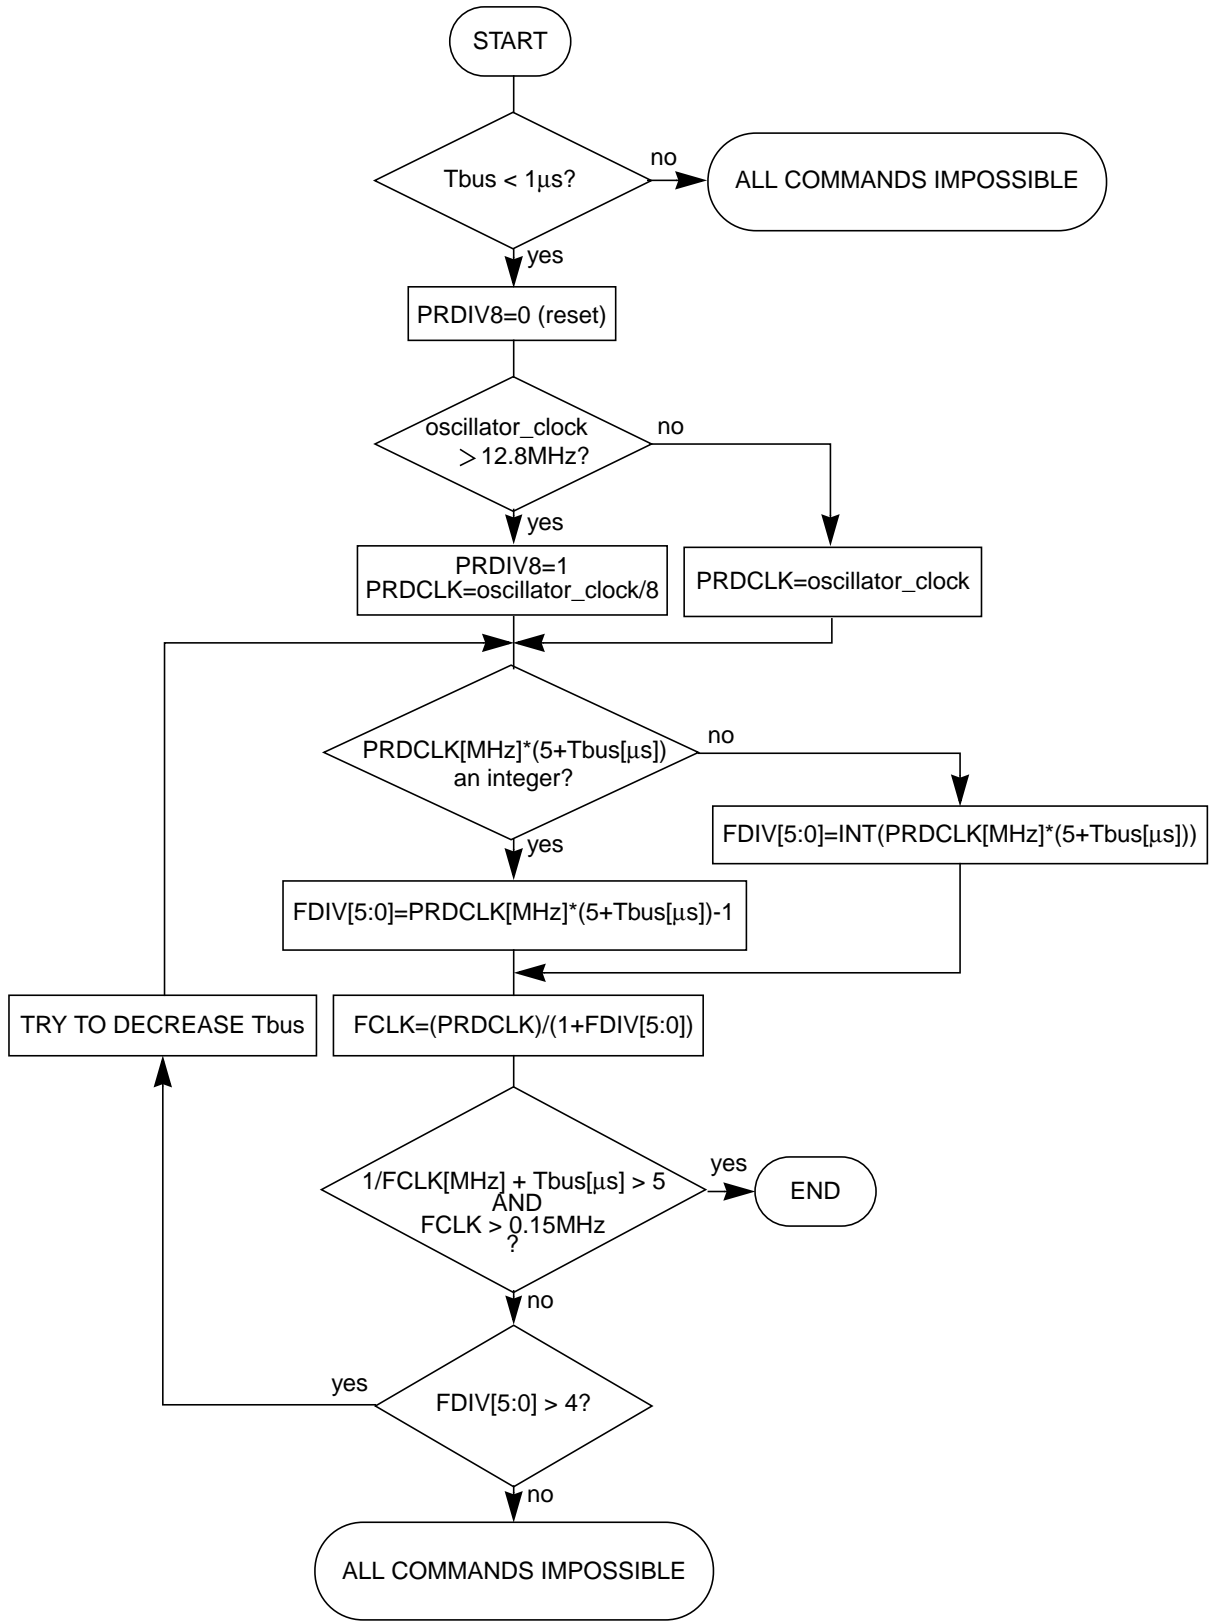 START
Tbus < 1μs?
no
ALL COMMANDS IMPOSSIBLE
yes
PRDIV8=0 (reset)
oscillator_clock
> 12.8MHz?
no
yes
PRDIV8=1
PRDCLK=oscillator_clock/8
PRDCLK=oscillator_clock
PRDCLK[MHz]*(5+Tbus[μs])
an integer?
no
yes
FDIV[5:0]=INT(PRDCLK[MHz]*(5+Tbus[μs]))
FDIV[5:0]=PRDCLK[MHz]*(5+Tbus[μs])-1
TRY TO DECREASE Tbus
FCLK=(PRDCLK)/(1+FDIV[5:0])
1/FCLK[MHz] + Tbus[μs] > 5
AND
FCLK > 0.15MHz
?
yes
END
no
FDIV[5:0] > 4?
yes
no
ALL COMMANDS IMPOSSIBLE